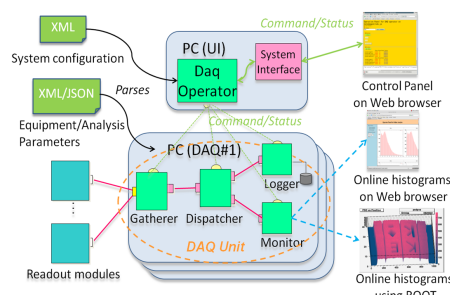 XML
System configuration
XML/JSON
Equipment/Analysis
Parameters
Parses
PC (UI)
Daq
Operator
System
Interface
Command/Status
Control Panel
on Web browser
Command/Status
PC (DAQ#1)
Logger
Gatherer
Dispatcher
Monitor
DAQ Unit
Readout modules
Online histograms
on Web browser
Online histograms
using ROOT